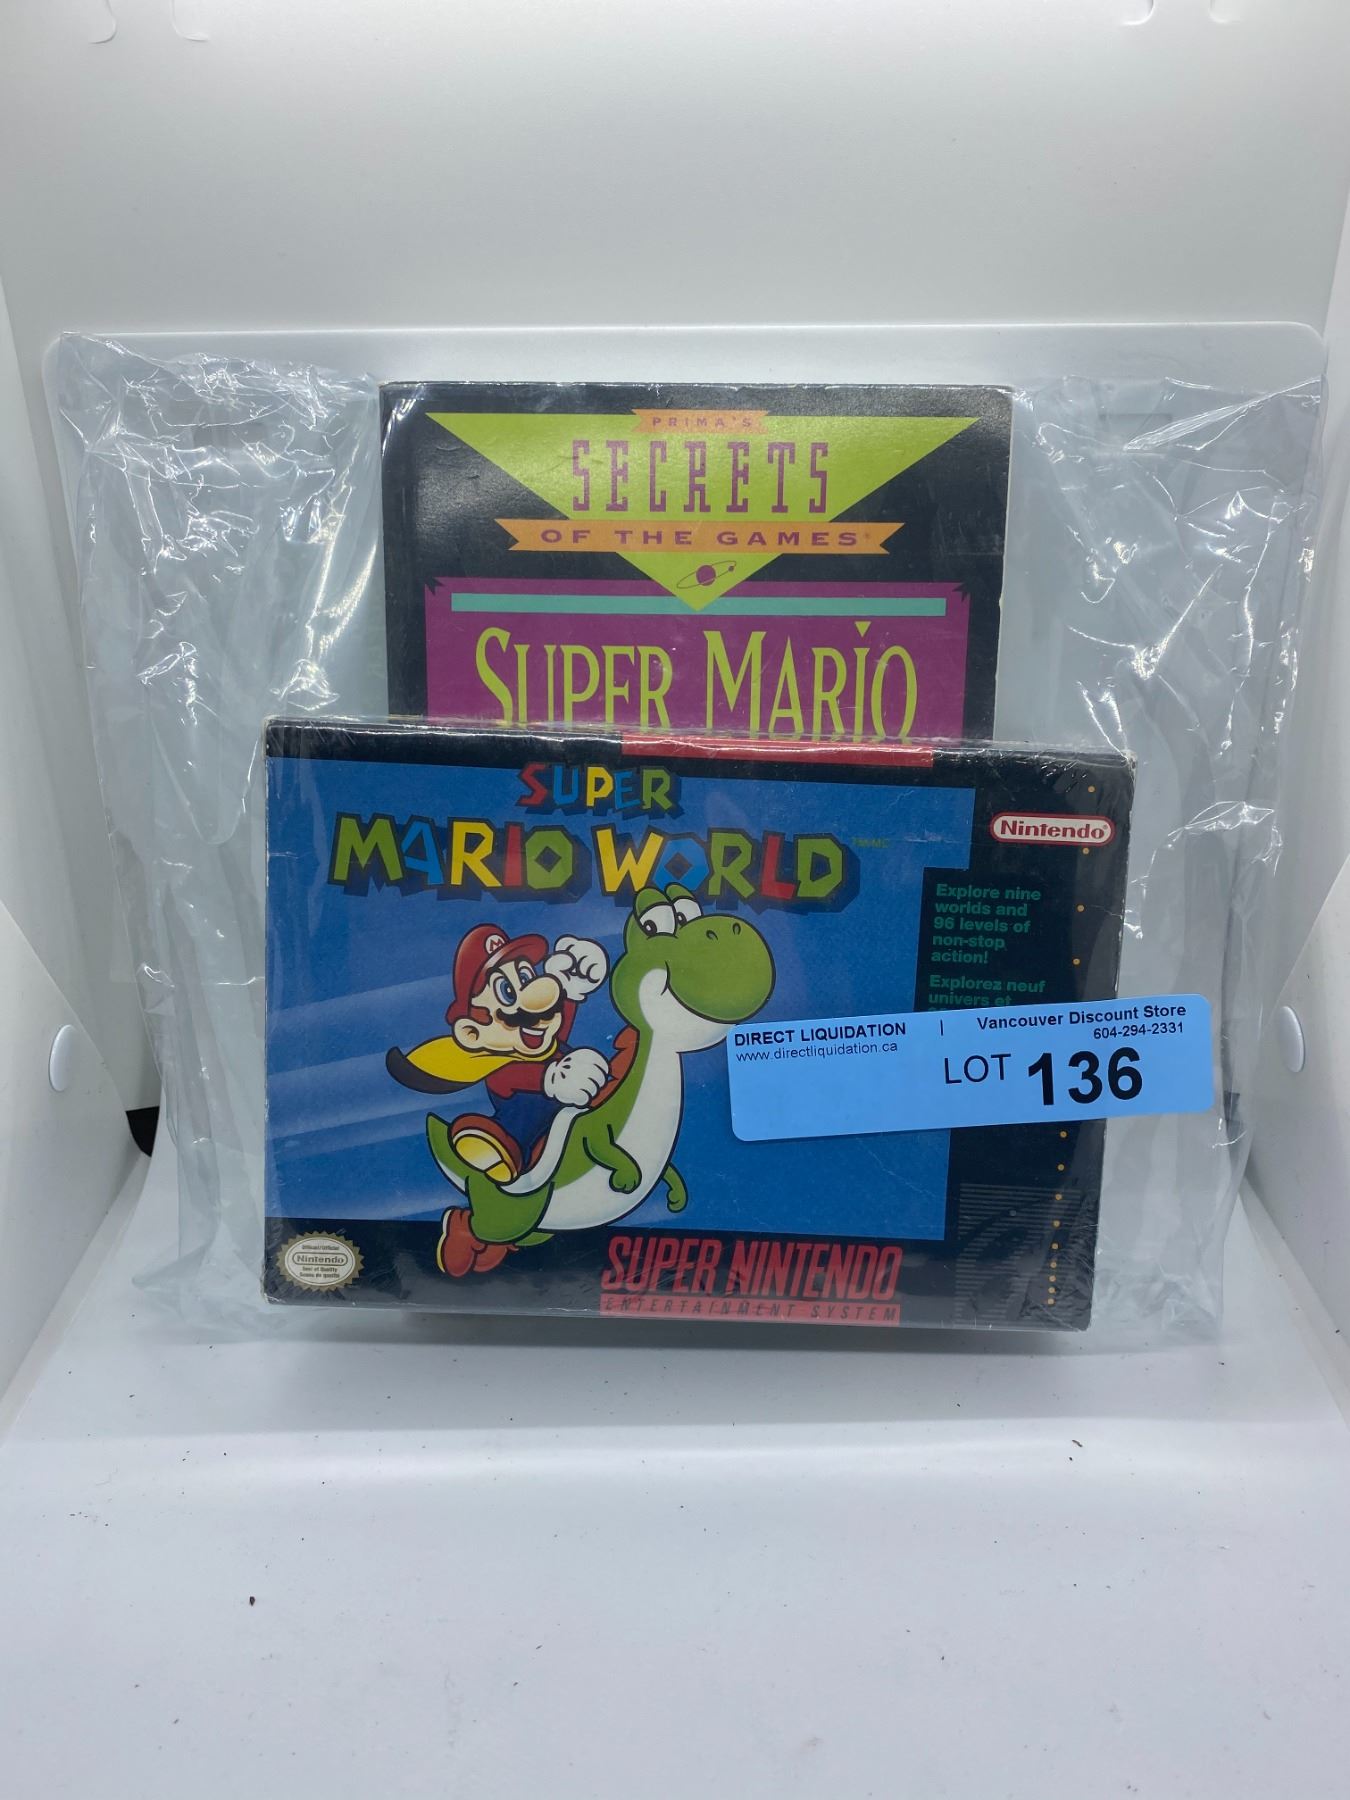 PRIMA'S
SECRETS
OF THE GAMES®
SUPER MARIO
SUPER
MARIO WORLD
Nintendo®
Explore nine
worlds and
96 levels of
non-stop
action!
Explorez neuf
univers et
DIRECT LIQUIDATION | Vancouver Discount Store
www.directliquidation.ca 604-294-2331
LOT 136
M
Nintendo
SUPER NINTENDO
ENTERTAINMENT SYSTEM